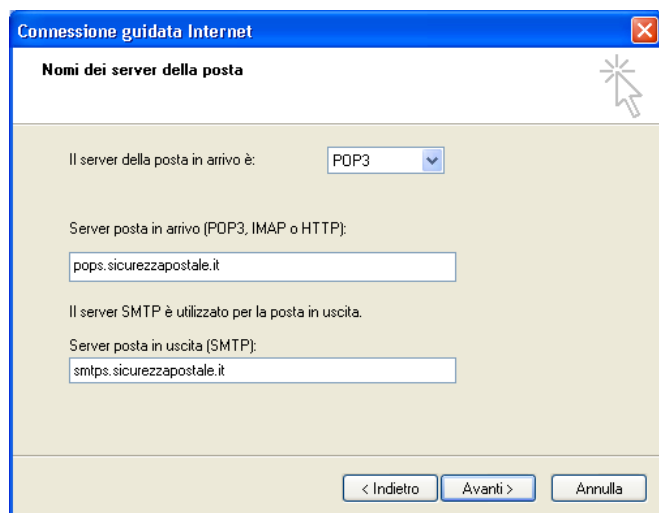 Connessione guidata Internet
Nomi dei server della posta
Il server della posta in arrivo è:
POP3
Server posta in arrivo (POP3, IMAP o HTTP):
pops.sicurezzapostale.it
Il server SMTP è utilizzato per la posta in uscita.
Server posta in uscita (SMTP):
smtps.sicurezzapostale.it
< Indietro
Avanti >
Annulla